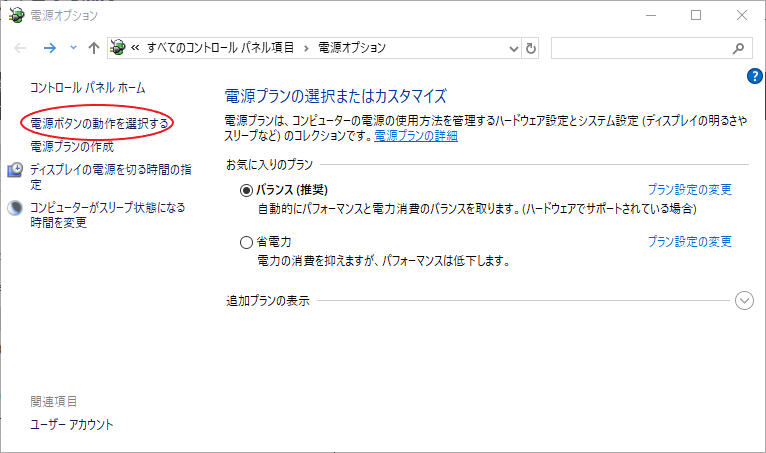 電源オプション
« すべてのコントロール パネル項目 › 電源オプション
コントロール パネル ホーム
電源ボタンの動作を選択する
電源プランの作成
ディスプレイの電源を切る時間の指
定
コンピューターがスリープ状態になる
時間を変更
電源プランの選択またはカスタマイズ
電源プランは、コンピューターの電源の使用方法を管理するハードウェア設定とシステム設定 (ディスプレイの明るさや
スリープなど) のコレクションです。電源プランの詳細
お気に入りのプラン
バランス (推奨) プラン設定の変更
自動的にパフォーマンスと電力消費のバランスを取ります。(ハードウェアでサポートされている場合)
省電力 プラン設定の変更
電力の消費を抑えますが、パフォーマンスは低下します。
追加プランの表示
関連項目
ユーザー アカウント